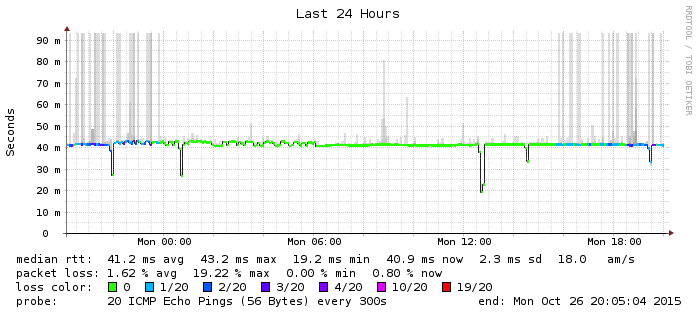 Last 24 Hours
RRDTOOL / TOBI OETIKER
Seconds
90 m
80 m
70 m
60 m
50 m
40 m
30 m
20 m
10 m
0
Mon 00:00 Mon 06:00 Mon 12:00 Mon 18:00
median rtt: 41.2 ms avg 43.2 ms max 19.2 ms min 40.9 ms now 2.3 ms sd 18.0 am/s
packet loss: 1.62 % avg 19.22 % max 0.00 % min 0.80 % now
loss color: 0 1/20 2/20 3/20 4/20 10/20 19/20
probe: 20 ICMP Echo Pings (56 Bytes) every 300s end: Mon Oct 26 20:05:04 2015